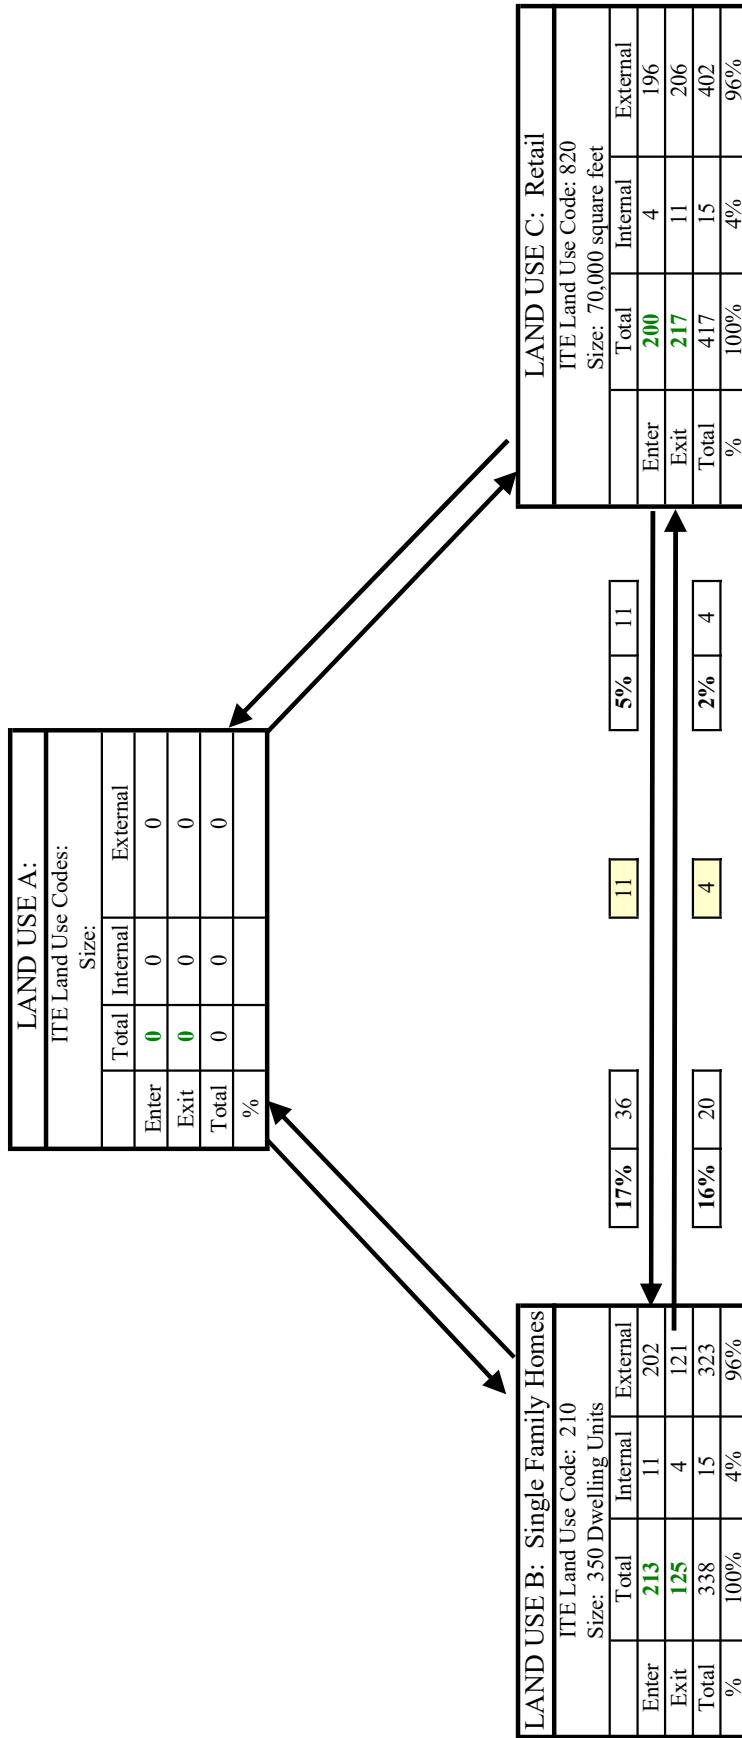 LAND USE A:
ITE Land Use Codes:
Size:
Total Internal External
Enter 0 0 0
Exit 0 0 0
Total 0 0 0
%
LAND USE B: Single Family Homes
ITE Land Use Code: 210
Size: 350 Dwelling Units
Total Internal External
Enter 213 11 202
Exit 125 4 121
Total 338 15 323
% 100% 4% 96%
17% 36 11 5% 11
16% 20 4 2% 4
LAND USE C: Retail
ITE Land Use Code: 820
Size: 70,000 square feet
Total Internal External
Enter 200 4 196
Exit 217 11 206
Total 417 15 402
% 100% 4% 96%